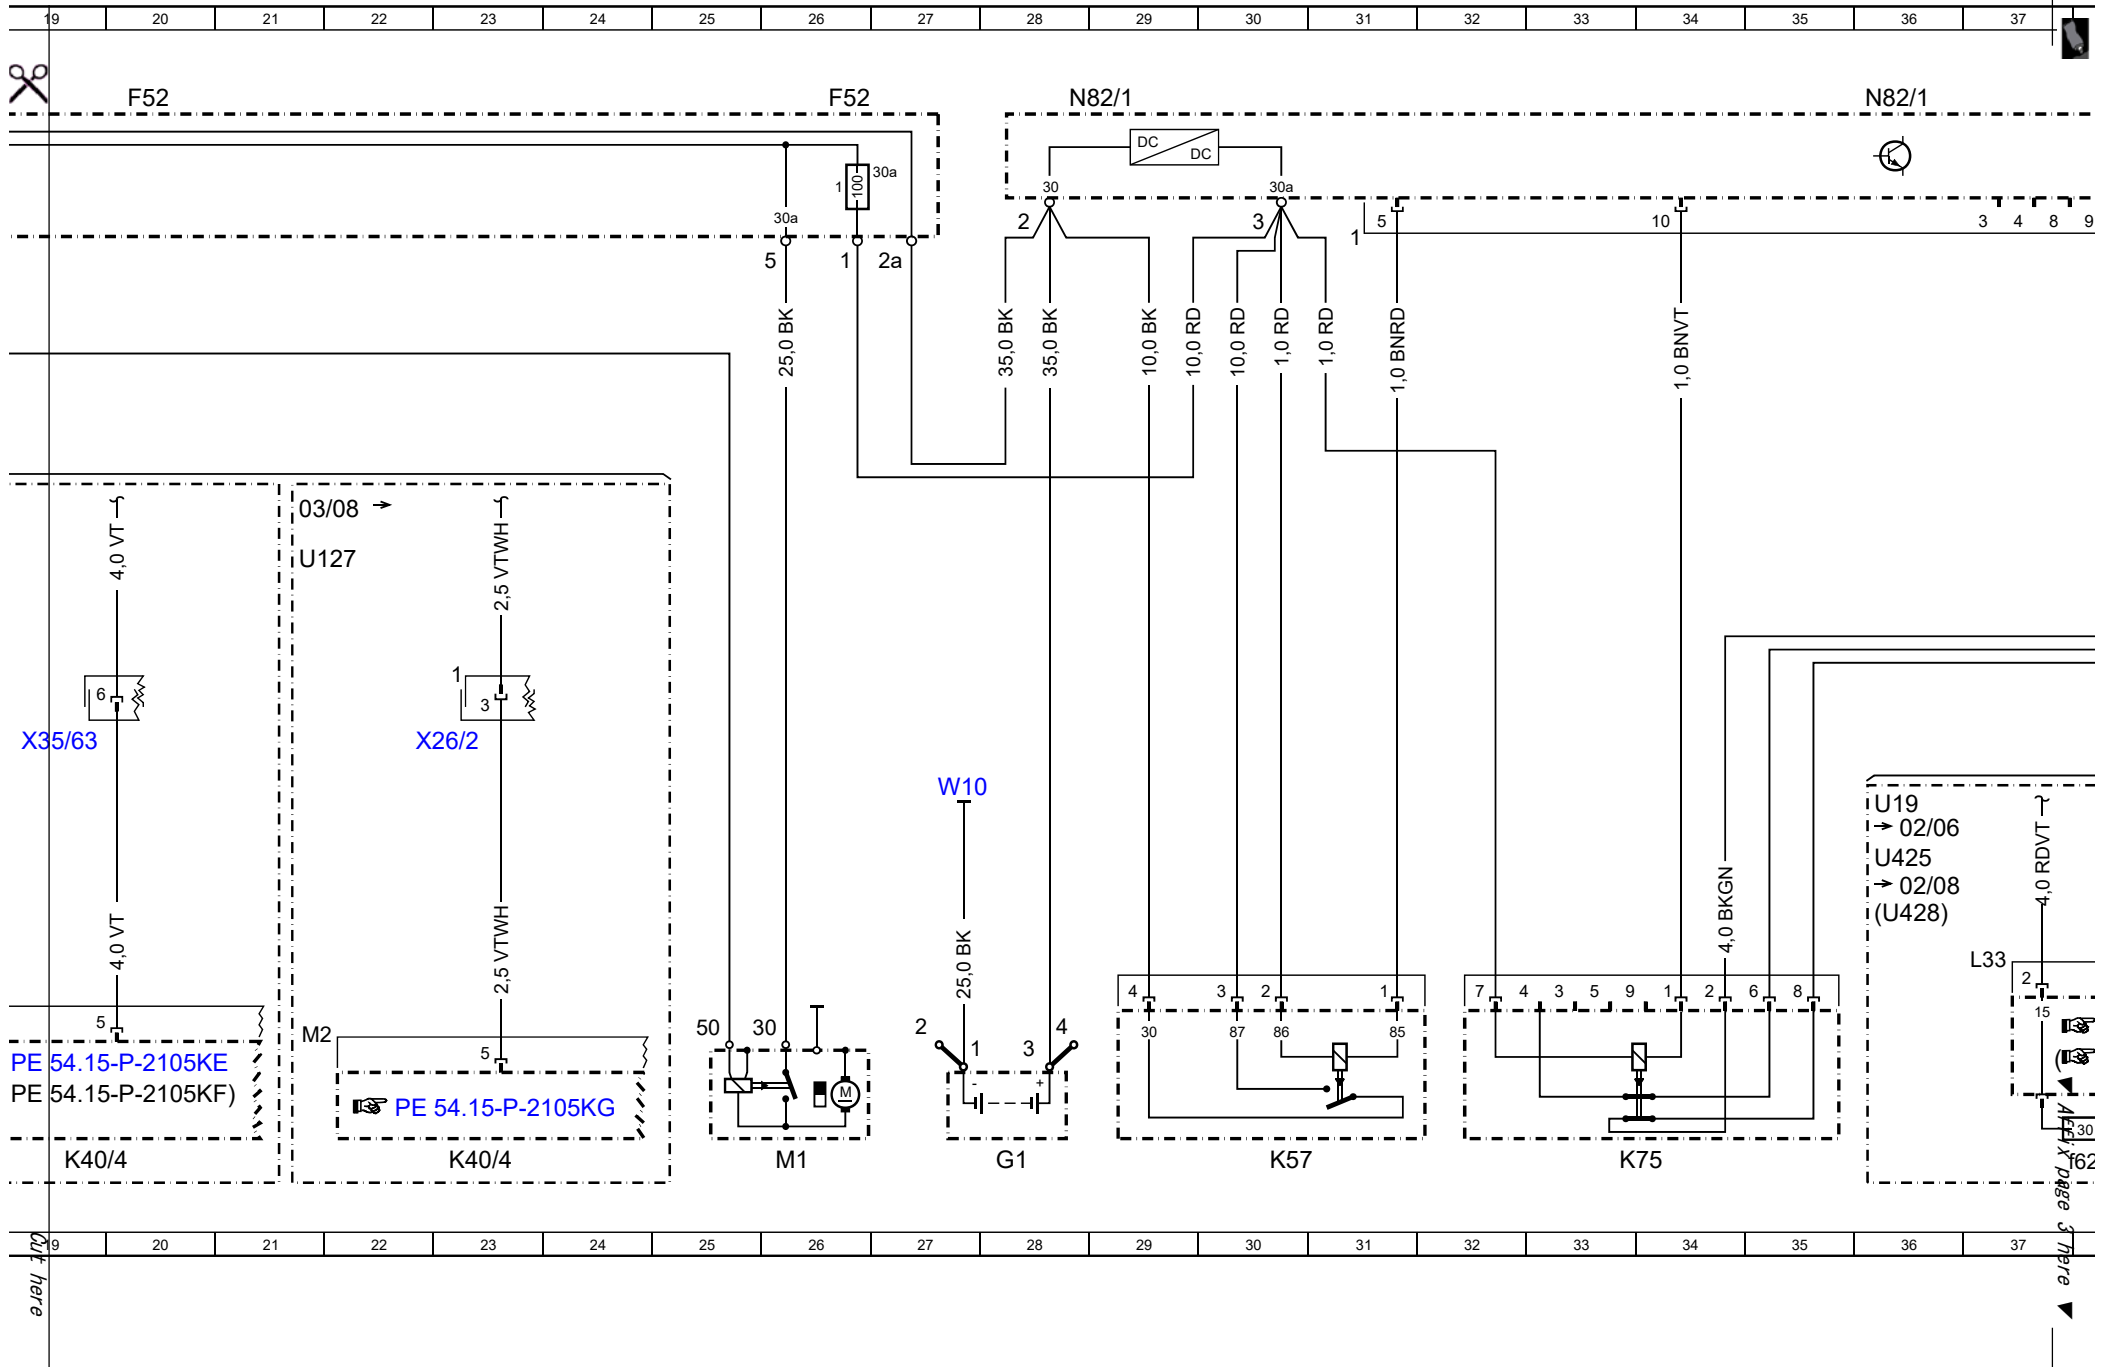 19 20 21 22 23 24 25 26 27 28 29 30 31 32 33 34 35 36 37
F52 F52 N82/1 N82/1
DC
DC
1 100 30a
30 30a
30a
2 3 5 10 3 4 8 9
1
5 1 2a
25,0 BK
35,0 BK
35,0 BK
10,0 BK
10,0 RD
10,0 RD
1,0 RD
1,0 RD
1,0 BNRD
1,0 BNVT
03/08
4,0 VT
2,5 VTWH
U127
1
6 3
X35/63 X26/2
W10
U19
02/06
U425
02/08
(U428)
4,0 RDVT
4,0 VT
2,5 VTWH
25,0 BK
4,0 BKGN
L33
2
4 3 2 1 7 4 3 5 9 1 2 6 8
15
5
M2
5
50 30
2 1 3 4
30 87 86 85
PE 54.15-P-2105KE
PE 54.15-P-2105KF)
PE 54.15-P-2105KG
M
- +
(
30
K40/4 K40/4 M1 G1 K57 K75 f62
Affix page 3 here
19 20 21 22 23 24 25 26 27 28 29 30 31 32 33 34 35 36 37
Cut here